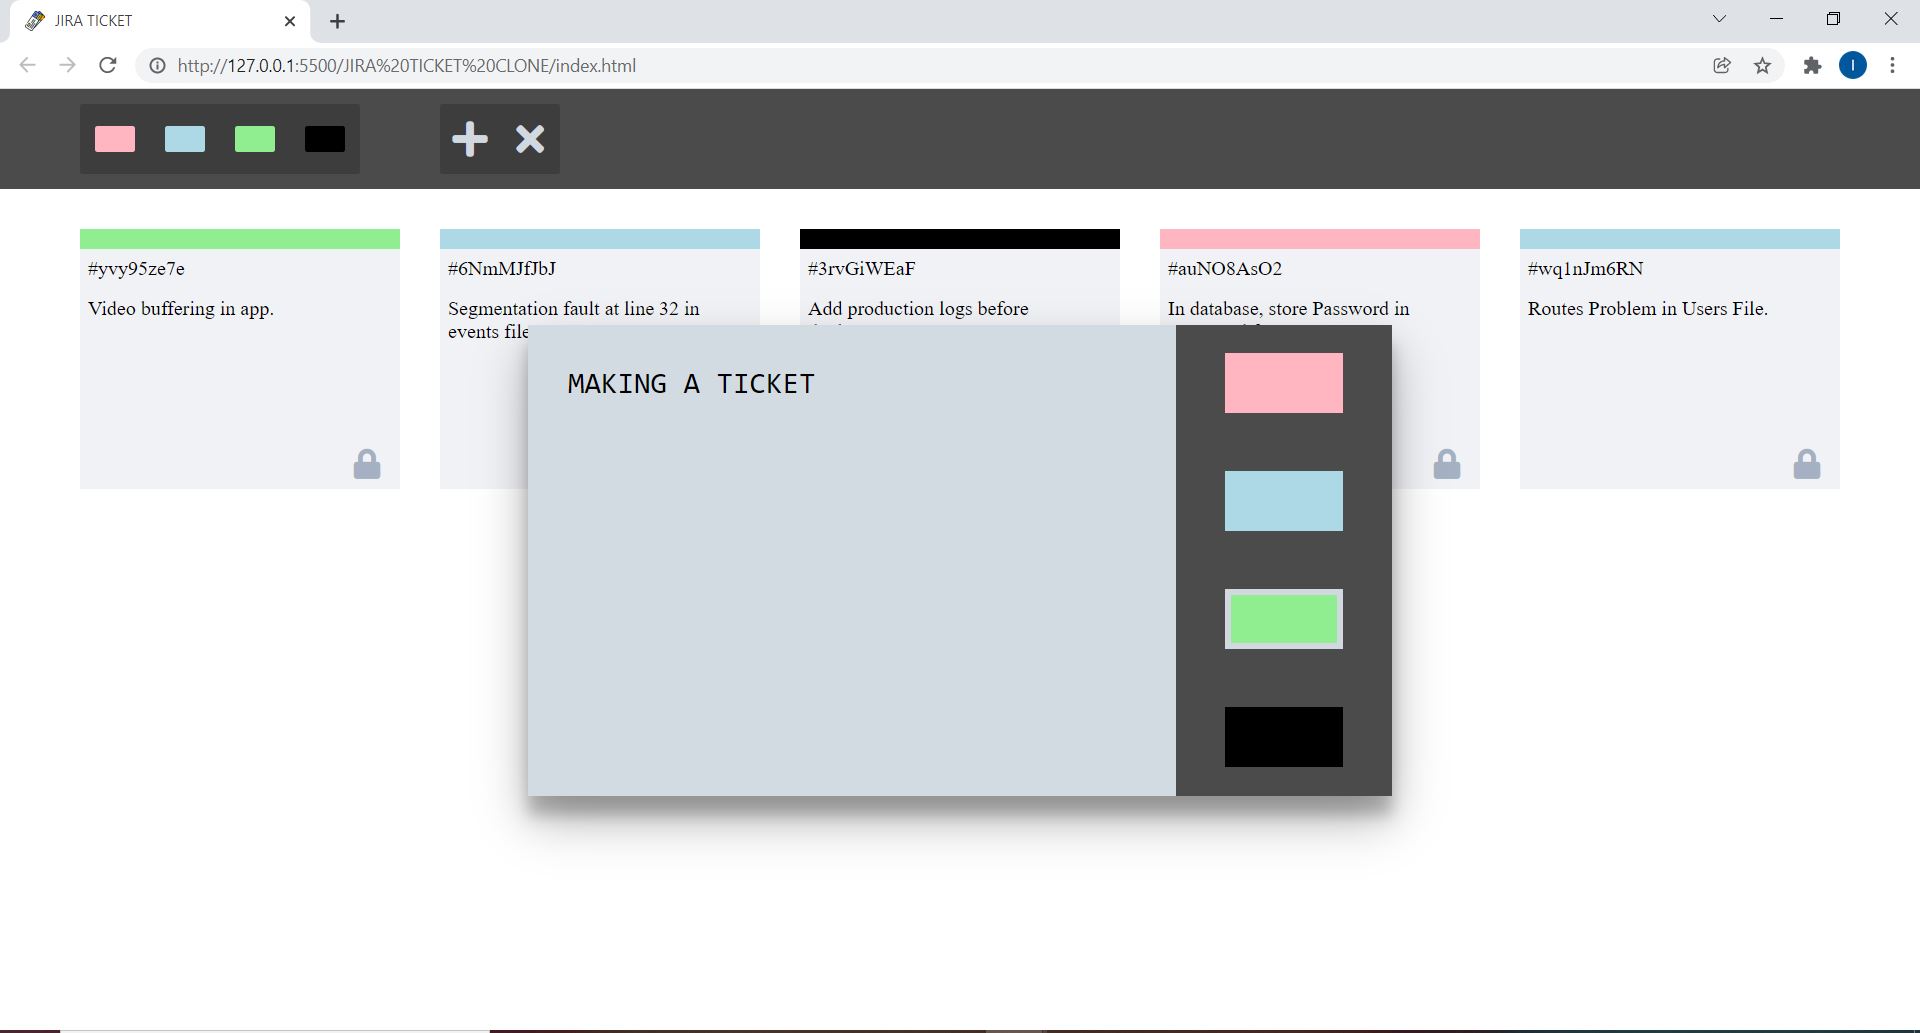 JIRA TICKET
http://127.0.0.1:5500/JIRA%20TICKET%20CLONE/index.html
I
#yvy95ze7e
Video buffering in app.
#6NmMJfJbJ
Segmentation fault at line 32 in
events file
#3rvGiWEaF
Add production logs before
#auNO8AsO2
In database, store Password in
#wq1nJm6RN
Routes Problem in Users File.
MAKING A TICKET